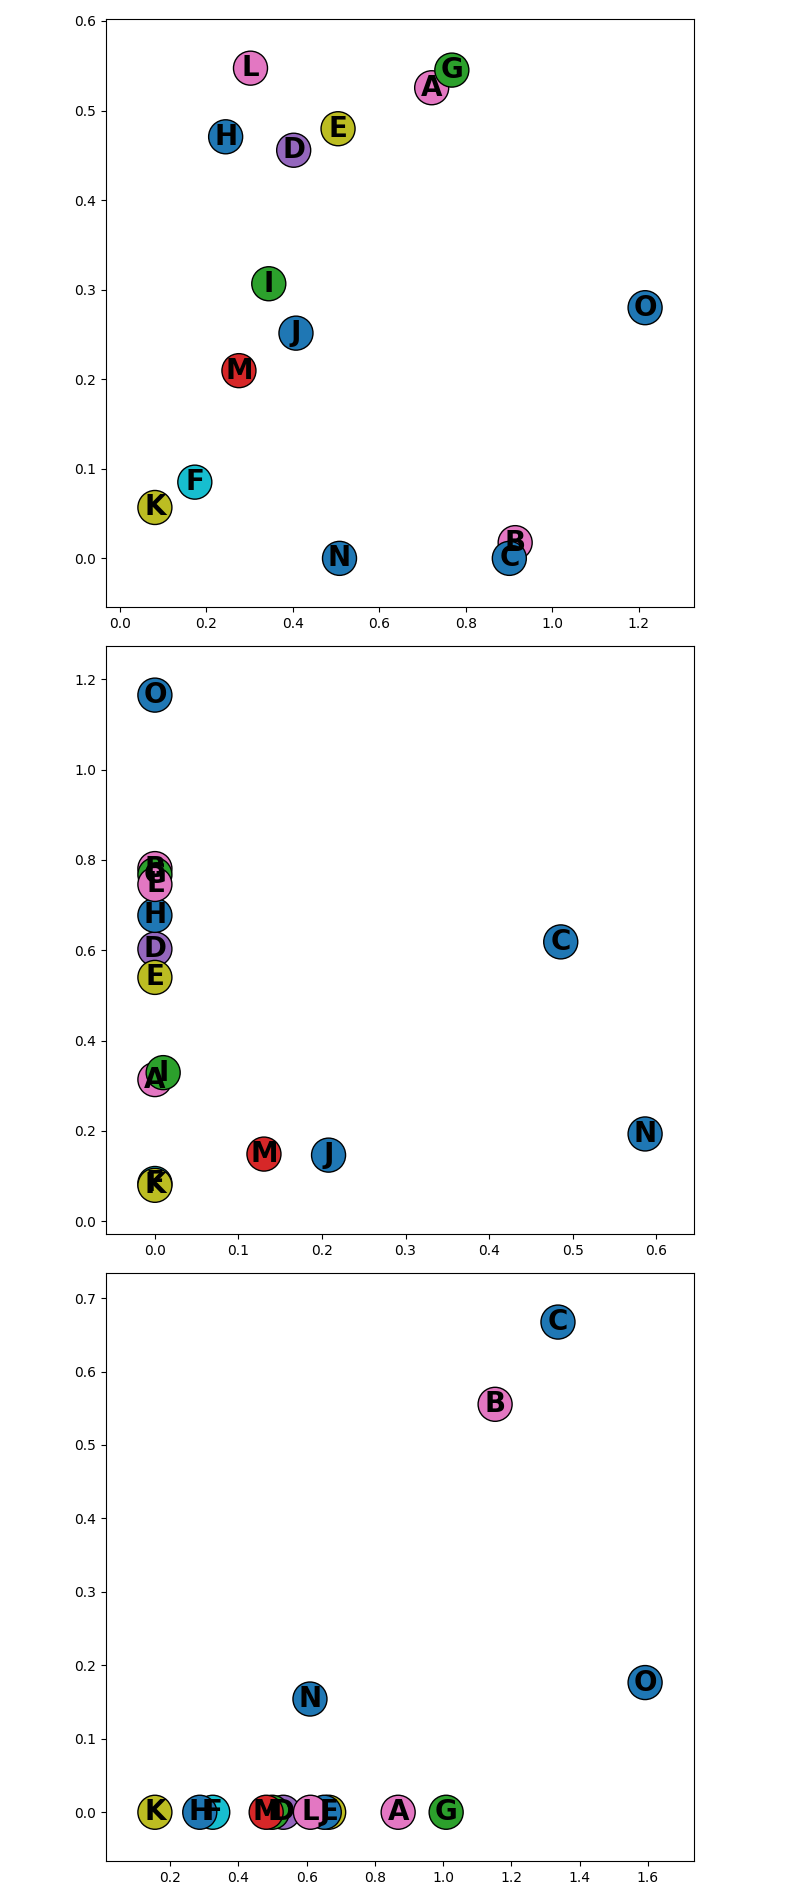 0.6
L G
A
0.5
H D E
0.4
0.3
I O
J
0.2
M
0.1
F
K
B
0.0 N C
0.0 0.2 0.4 0.6 0.8 1.0 1.2
1.2
O
1.0
0.8
L
H
0.6 D C
E
0.4
I
A
0.2
M J N
K
0.0
0.0 0.1 0.2 0.3 0.4 0.5 0.6
0.7
C
0.6
B
0.5
0.4
0.3
0.2
O
N
0.1
0.0 K H F M D L J E A G
0.2 0.4 0.6 0.8 1.0 1.2 1.4 1.6